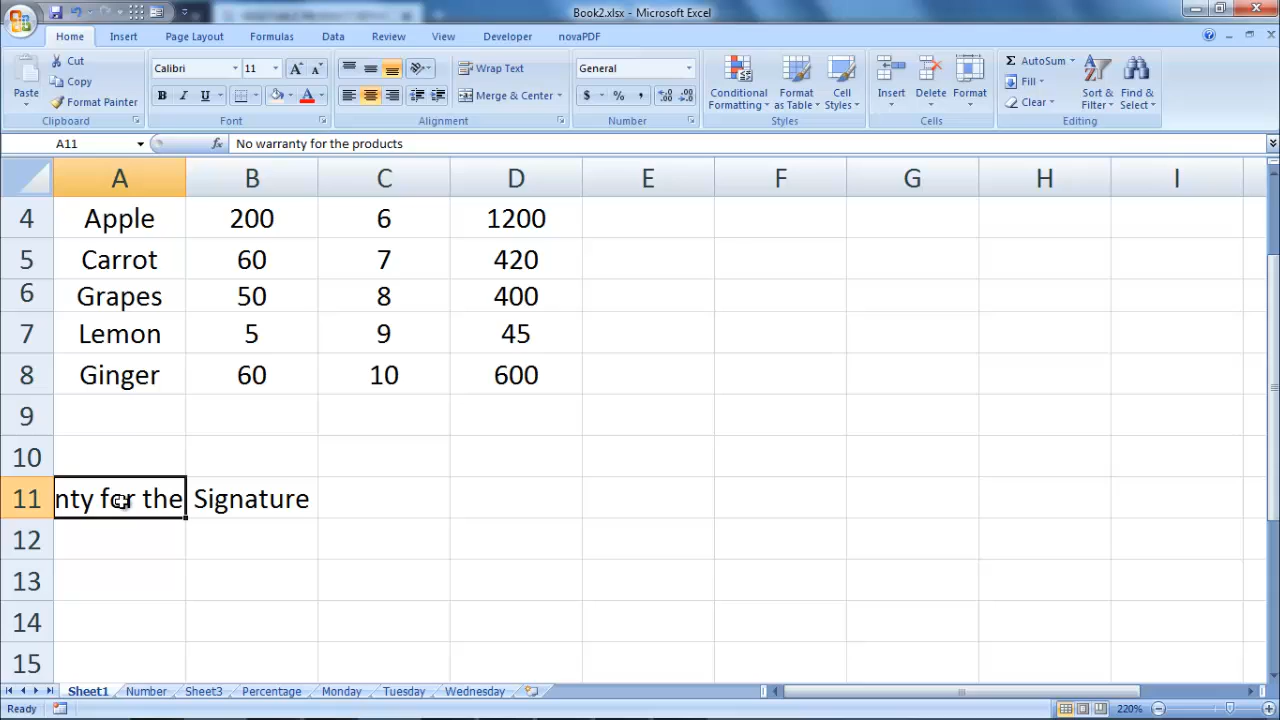 Book2.xlsx - Microsoft Excel
Home Insert Page Layout Formulas Data Review View Developer novaPDF
Cut
Copy
Paste
Format Painter
Clipboard
Calibri 11
B I U
Font
Wrap Text
Merge & Center
Alignment
General
$ % ,
Number
Conditional Formatting
Format as Table
Cell Styles
Styles
Insert Delete Format
Cells
Σ AutoSum
Fill
Clear
Sort & Filter
Find & Select
Editing
A11 fx No warranty for the products
A B C D E F G H I
4 Apple 200 6 1200
5 Carrot 60 7 420
6 Grapes 50 8 400
7 Lemon 5 9 45
8 Ginger 60 10 600
9
10
11 nty for the Signature
12
13
14
15
Sheet1 Number Sheet3 Percentage Monday Tuesday Wednesday
Ready 220%